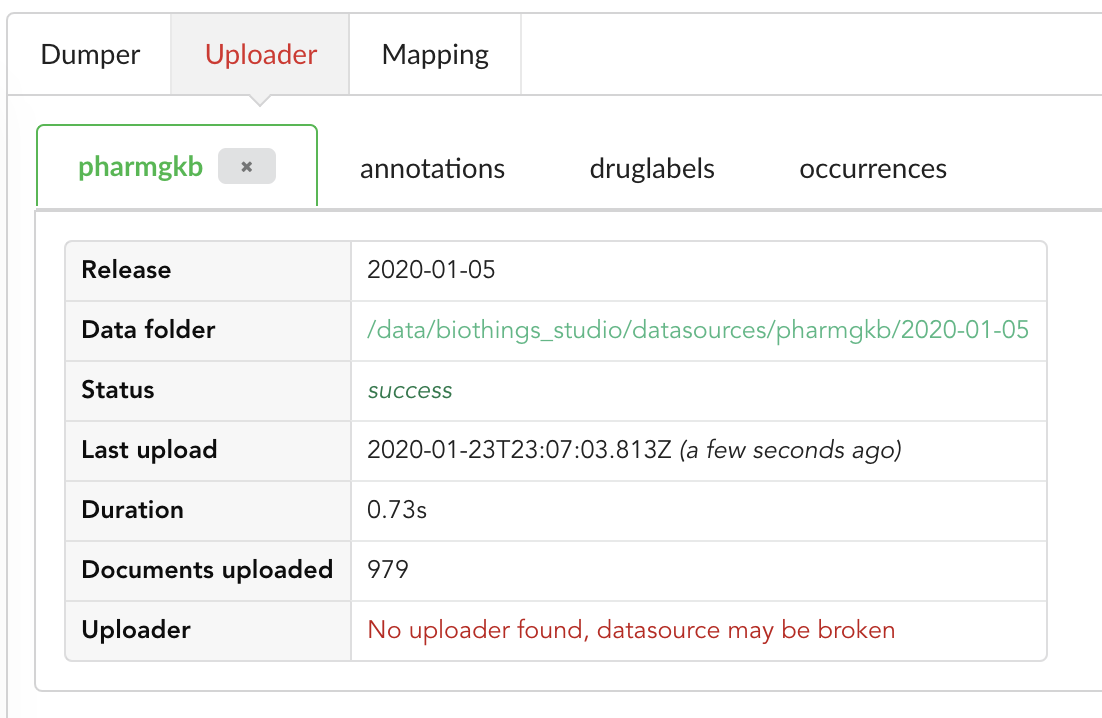 Dumper Uploader Mapping
pharmgkb × annotations druglabels occurrences
Release 2020-01-05
Data folder /data/biothings_studio/datasources/pharmgkb/2020-01-05
Status success
Last upload 2020-01-23T23:07:03.813Z (a few seconds ago)
Duration 0.73s
Documents uploaded 979
Uploader No uploader found, datasource may be broken